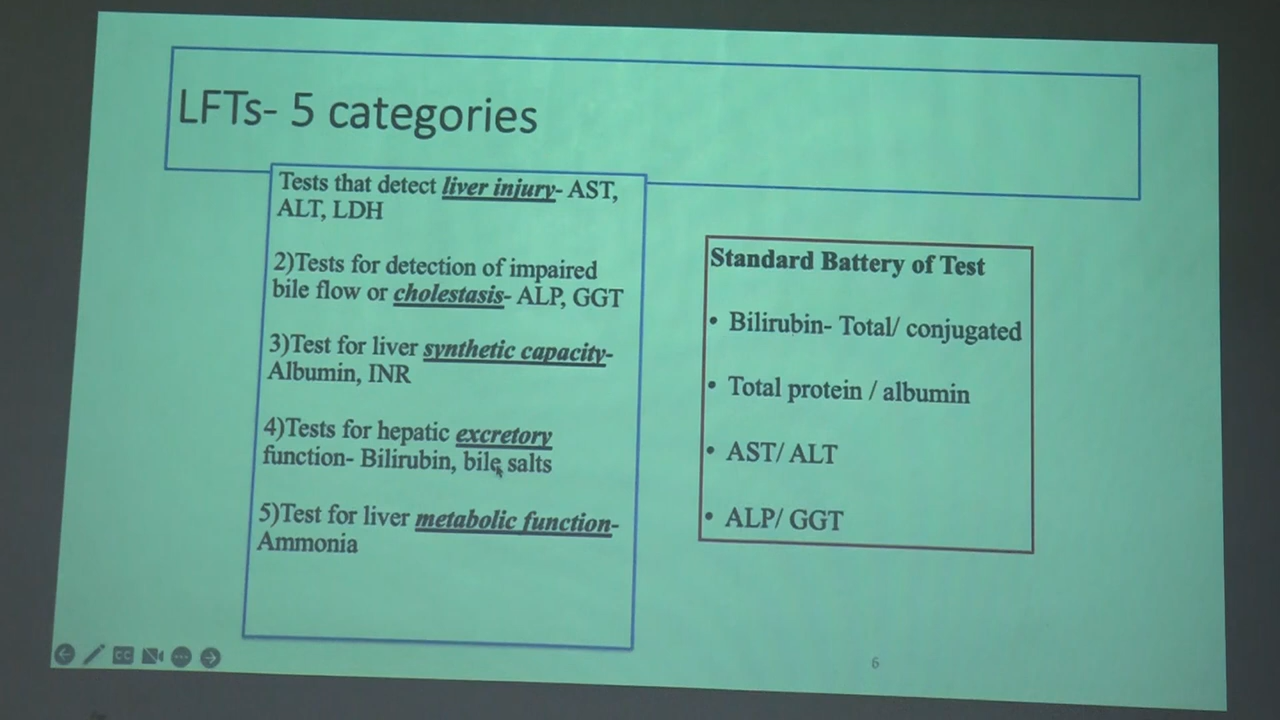 LFTs- 5 categories
Tests that detect liver injury- AST,
ALT, LDH
2)Tests for detection of impaired
bile flow or cholestasis- ALP, GGT
3)Test for liver synthetic capacity-
Albumin, INR
4)Tests for hepatic excretory
function- Bilirubin, bile salts
5)Test for liver metabolic function-
Ammonia
Standard Battery of Test
• Bilirubin- Total/ conjugated
• Total protein / albumin
• AST/ ALT
• ALP/ GGT
CC
6